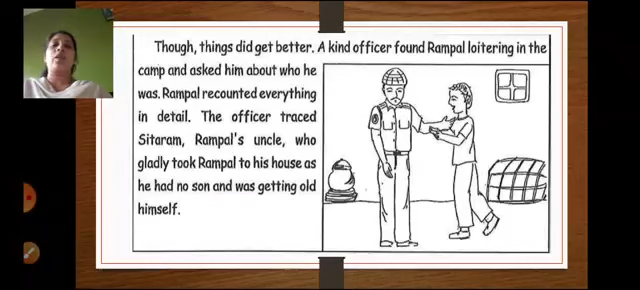 Though, things did get better. A kind officer found Rampal loitering in the
camp and asked him about who he
was. Rampal recounted everything
in detail. The officer traced
Sitaram, Rampal's uncle, who
gladly took Rampal to his house as
he had no son and was getting old
himself.